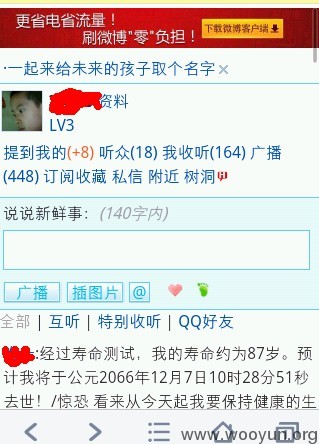 更省电省流量！
刷微博"零"负担！
下载微博客户端
·一起来给未来的孩子取个名字×
资料
LV3
提到我的(+8) 听众(18) 我收听(164) 广播
(448) 订阅收藏 私信 附近 树洞
说说新鲜事：(140字内)
广播 插图片 @
全部 | 互听 | 特别收听 | QQ好友
:经过寿命测试，我的寿命约为87岁。预
计我将于公元2066年12月7日10时28分51秒
去世！/惊恐 看来从今天起我要保持健康的生
www.wooyun.org